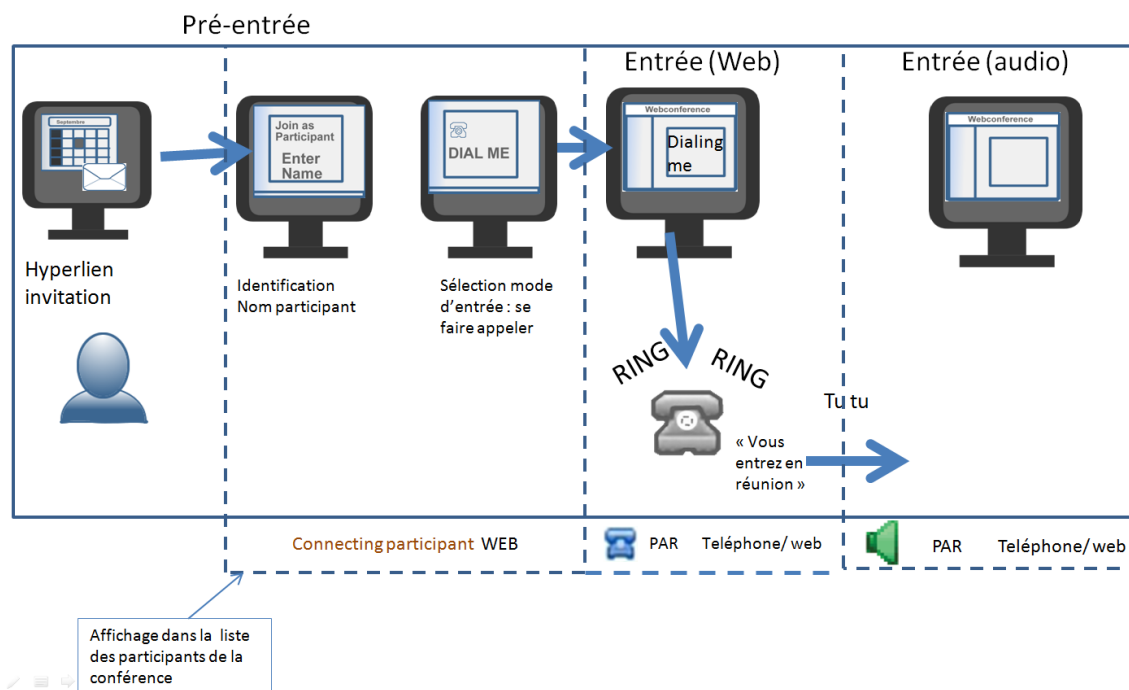 Pré-entrée
Entrée (Web)
Entrée (audio)
Septembre
Join as
Participant
Enter
Name
DIAL ME
Webconference
Dialing
me
Webconference
Hyperlien
invitation
Identification
Nom participant
Sélection mode
d'entrée : se
faire appeler
RING
RING
Tu tu
« Vous
entrez en
réunion »
Connecting participant WEB
PAR Teléphone/ web
PAR Teléphone/ web
Affichage dans la liste
des participants de la
conférence